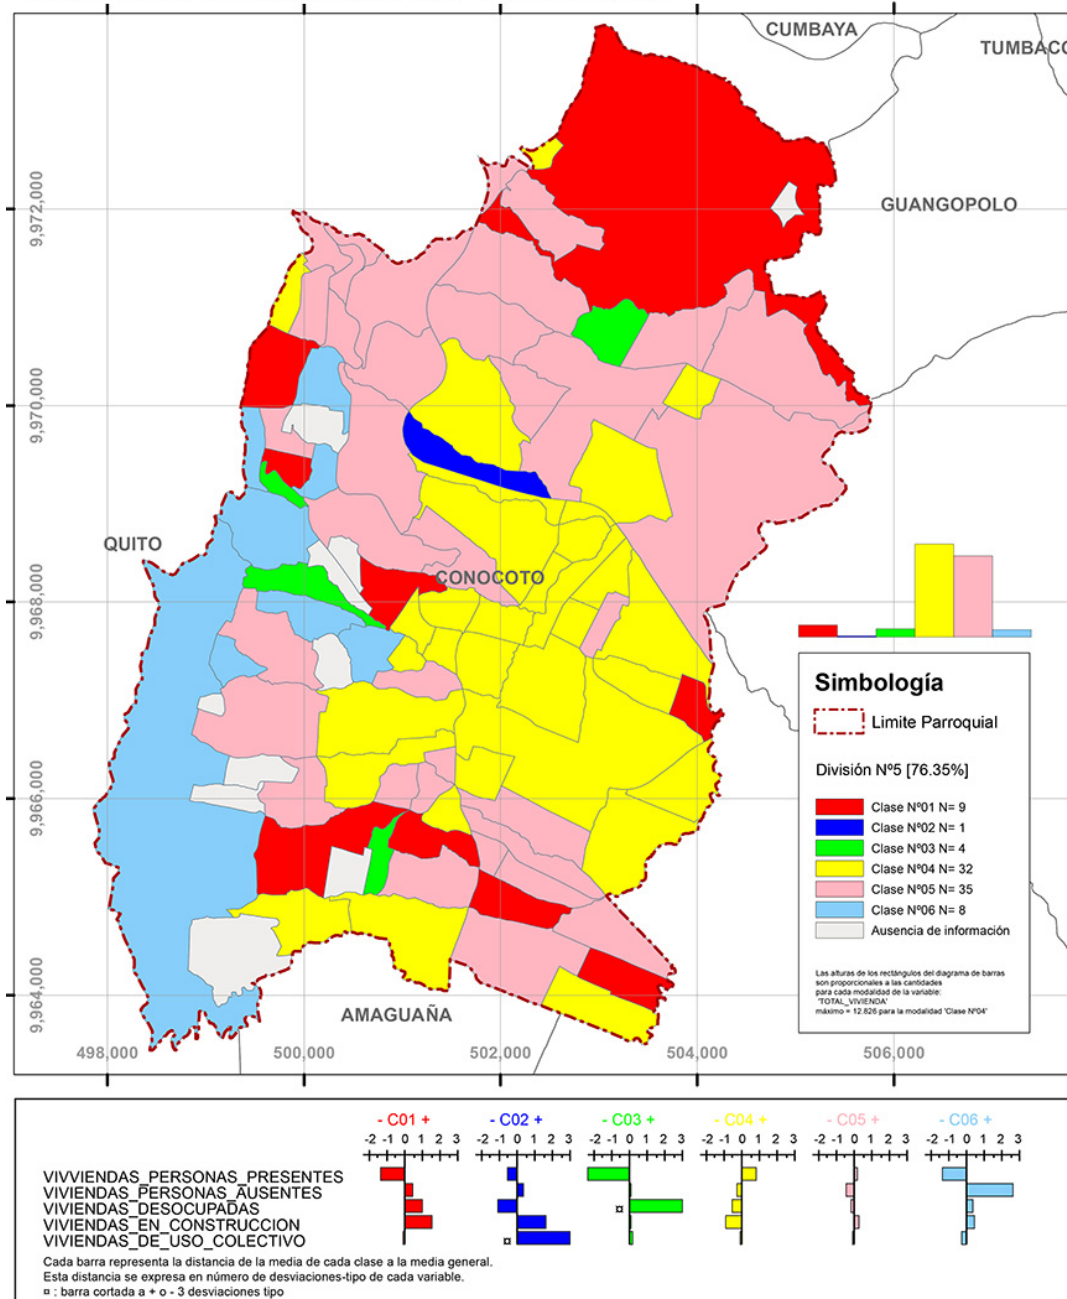 CUMBAYA
TUMBACO
GUANGOPOLO
9,972,000
9,970,000
QUITO
CONOCOTO
9,968,000
Simbología
Limite Parroquial
División Nº5 [76.35%]
9,966,000
Clase Nº01 N= 9
Clase Nº02 N= 1
Clase Nº03 N= 4
Clase Nº04 N= 32
Clase Nº05 N= 35
Clase Nº06 N= 8
Ausencia de información
Las alturas de los rectángulos del diagrama de barras
son proporcionales a las cantidades
para cada modalidad de la variable:
'TOTAL_VIVIENDA'
máximo = 12.826 para la modalidad 'Clase Nº04'
9,964,000
AMAGUAÑA
498,000 500,000 502,000 504,000 506,000
- C01 + - C02 + - C03 + - C04 + - C05 + - C06 +
-2 -1 0 1 2 3 -2 -1 0 1 2 3 -2 -1 0 1 2 3 -2 -1 0 1 2 3 -2 -1 0 1 2 3 -2 -1 0 1 2 3
VIVVIENDAS_PERSONAS_PRESENTES
VIVIENDAS_PERSONAS_AUSENTES
VIVIENDAS_DESOCUPADAS ¤
VIVIENDAS_EN_CONSTRUCCION
VIVIENDAS_DE_USO_COLECTIVO ¤
Cada barra representa la distancia de la media de cada clase a la media general.
Esta distancia se expresa en número de desviaciones-tipo de cada variable.
¤ : barra cortada a + o - 3 desviaciones tipo